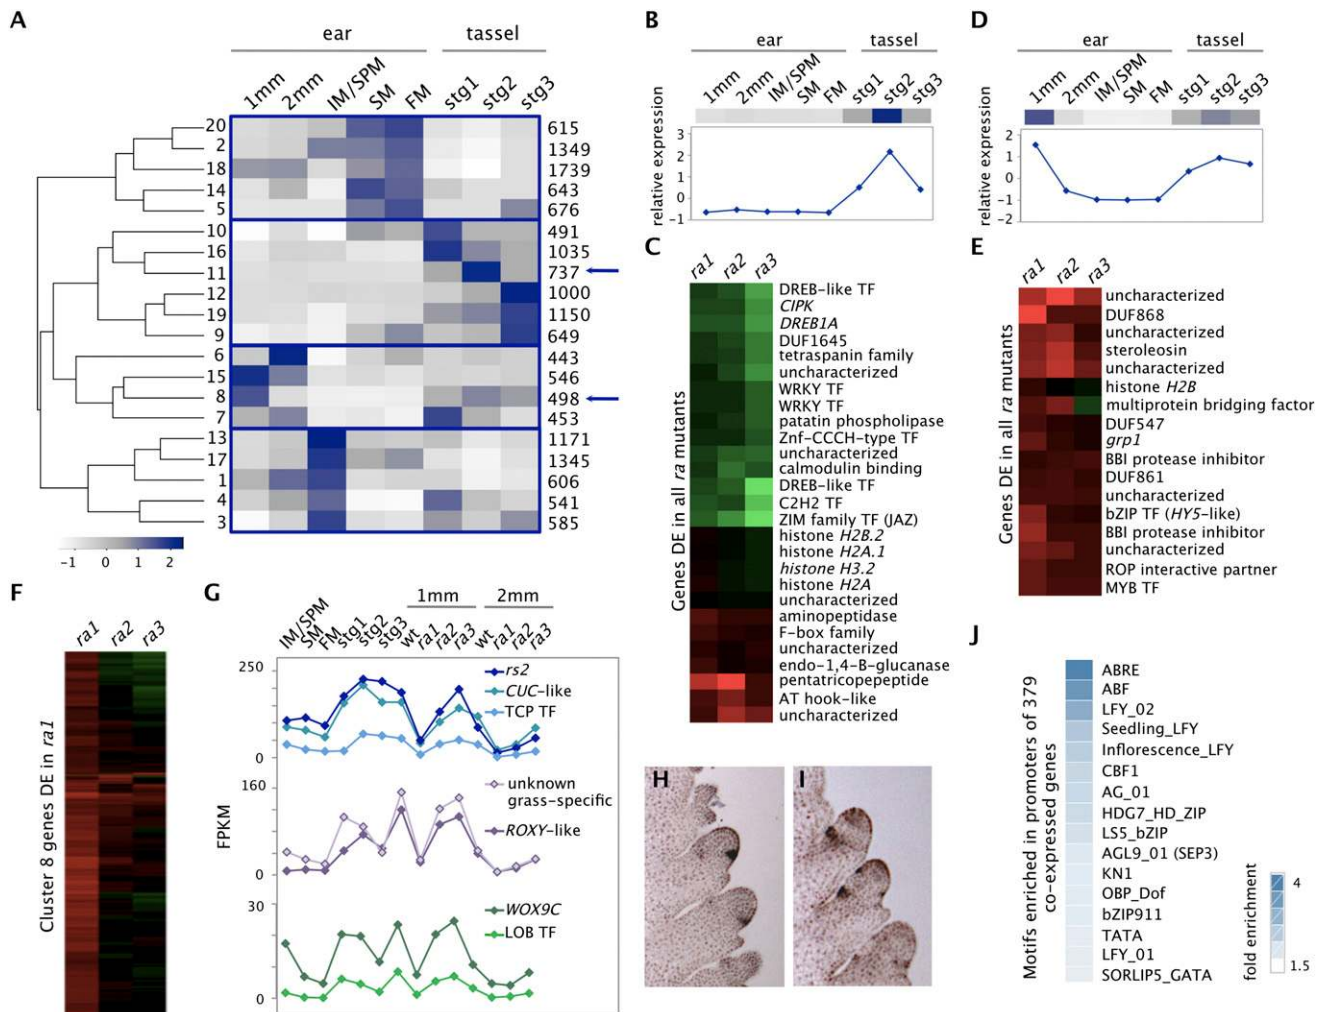 A
ear
tassel
1mm
2mm
IM/SPM
SM
FM
stg1
stg2
stg3
20
615
2
1349
18
1739
14
643
5
676
10
491
16
1035
11
737
12
1000
19
1150
9
649
6
443
15
546
8
498
7
453
13
1171
17
1345
1
606
4
541
3
585
−1 0 1 2
B
ear
tassel
1mm
2mm
IM/SPM
SM
FM
stg1
stg2
stg3
relative expression
3
2
1
0
−1
C
ra1
ra2
ra3
Genes DE in all ra mutants
DREB-like TF
CIPK
DREB1A
DUF1645
tetraspanin family
uncharacterized
WRKY TF
WRKY TF
patatin phospholipase
Znf-CCCH-type TF
uncharacterized
calmodulin binding
DREB-like TF
C2H2 TF
ZIM family TF (JAZ)
histone H2B.2
histone H2A.1
histone H3.2
histone H2A
uncharacterized
aminopeptidase
F-box family
uncharacterized
endo-1,4-B-glucanase
pentatricopepeptide
AT hook-like
uncharacterized
D
ear
tassel
1mm
2mm
IM/SPM
SM
FM
stg1
stg2
stg3
relative expression
2
1
0
−1
−2
E
ra1
ra2
ra3
Genes DE in all ra mutants
uncharacterized
DUF868
uncharacterized
steroleosin
uncharacterized
histone H2B
multiprotein bridging factor
DUF547
grp1
BBI protease inhibitor
DUF861
uncharacterized
bZIP TF (HY5-like)
BBI protease inhibitor
uncharacterized
ROP interactive partner
MYB TF
F
ra1
ra2
ra3
Cluster 8 genes DE in ra1
G
1mm
2mm
IM/SPM
SM
FM
stg1
stg2
stg3
wt
ra1
ra2
ra3
wt
ra1
ra2
ra3
FPKM
250
0
rs2
CUC-like
TCP TF
160
0
unknown
grass-specific
ROXY-like
30
0
WOX9C
LOB TF
H
I
J
Motifs enriched in promoters of 379
co-expressed genes
ABRE
ABF
LFY_02
Seedling_LFY
Inflorescence_LFY
CBF1
AG_01
HDG7_HD_ZIP
LS5_bZIP
AGL9_01 (SEP3)
KN1
OBP_Dof
bZIP911
TATA
LFY_01
SORLIP5_GATA
fold enrichment
4
1.5